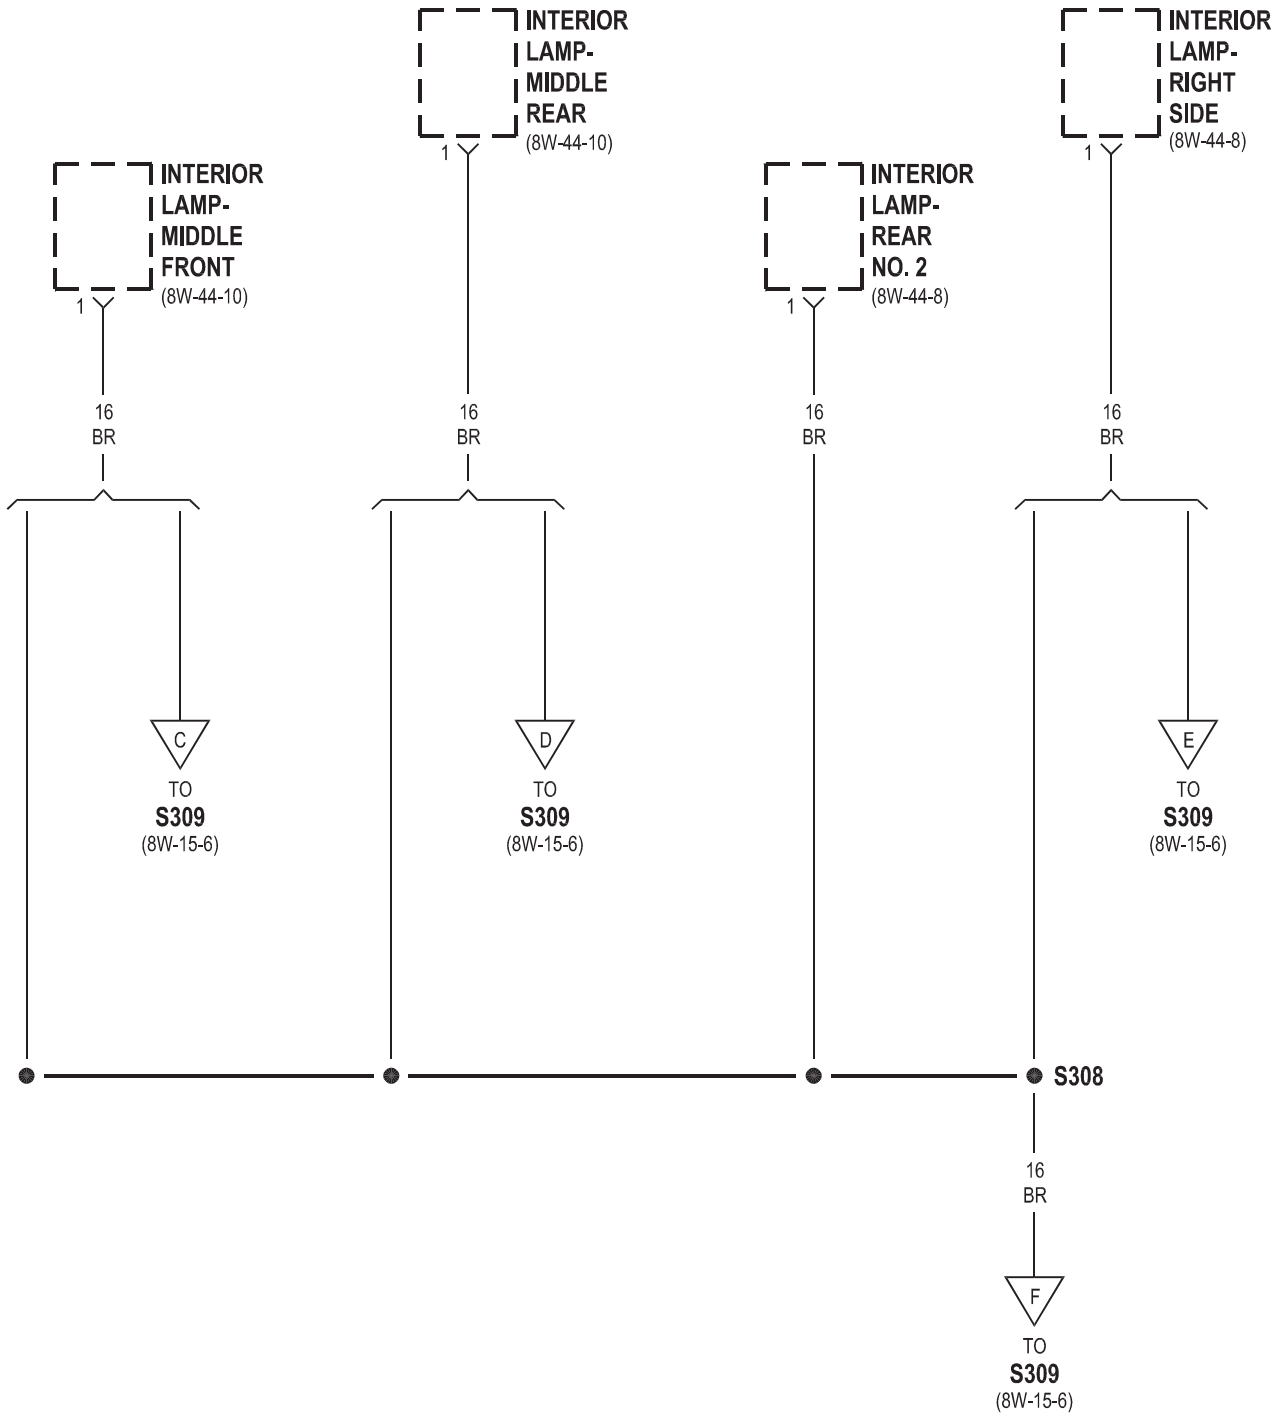 INTERIOR
LAMP-
MIDDLE
REAR
(8W-44-10)
1
INTERIOR
LAMP-
RIGHT
SIDE
(8W-44-8)
1
INTERIOR
LAMP-
MIDDLE
FRONT
(8W-44-10)
1
INTERIOR
LAMP-
REAR
NO. 2
(8W-44-8)
1
16
BR
16
BR
16
BR
16
BR
C
TO
S309
(8W-15-6)
D
TO
S309
(8W-15-6)
E
TO
S309
(8W-15-6)
S308
16
BR
F
TO
S309
(8W-15-6)